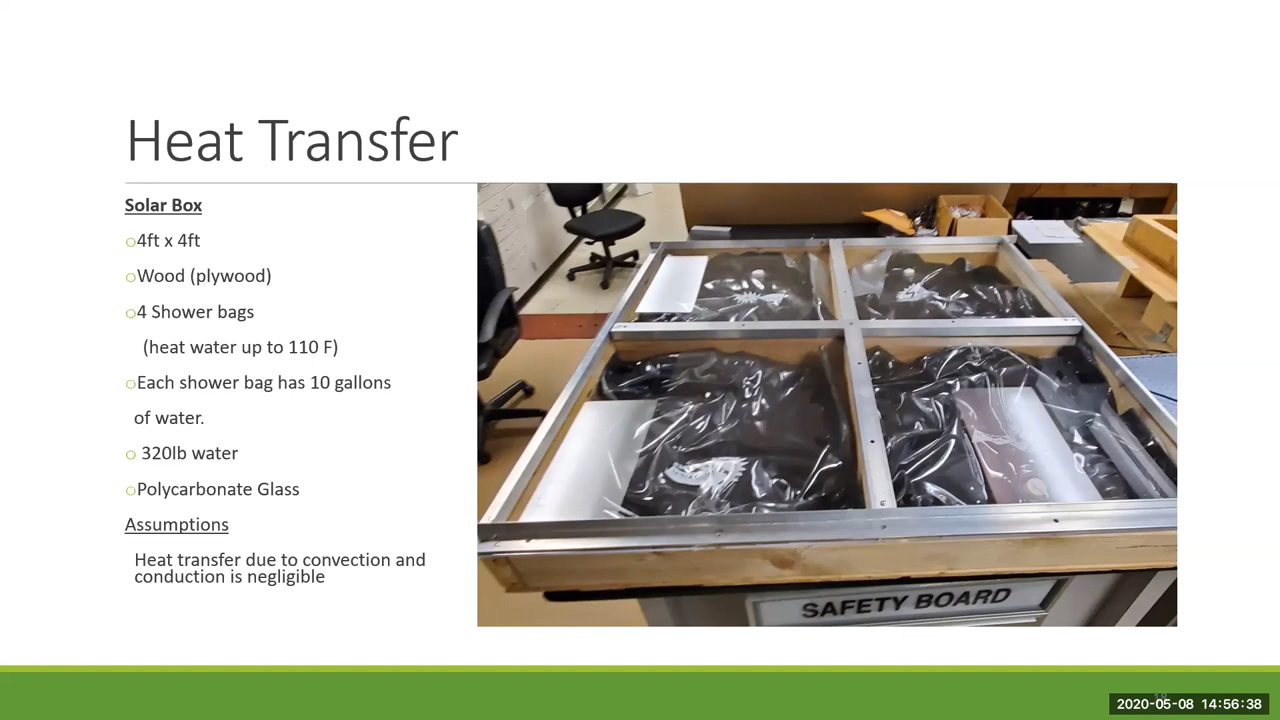 Heat Transfer
Solar Box
○4ft x 4ft
○Wood (plywood)
○4 Shower bags
(heat water up to 110 F)
○Each shower bag has 10 gallons
of water.
○ 320lb water
○Polycarbonate Glass
Assumptions
Heat transfer due to convection and
conduction is negligible
SAFETY BOARD
2020-05-08 14:56:38